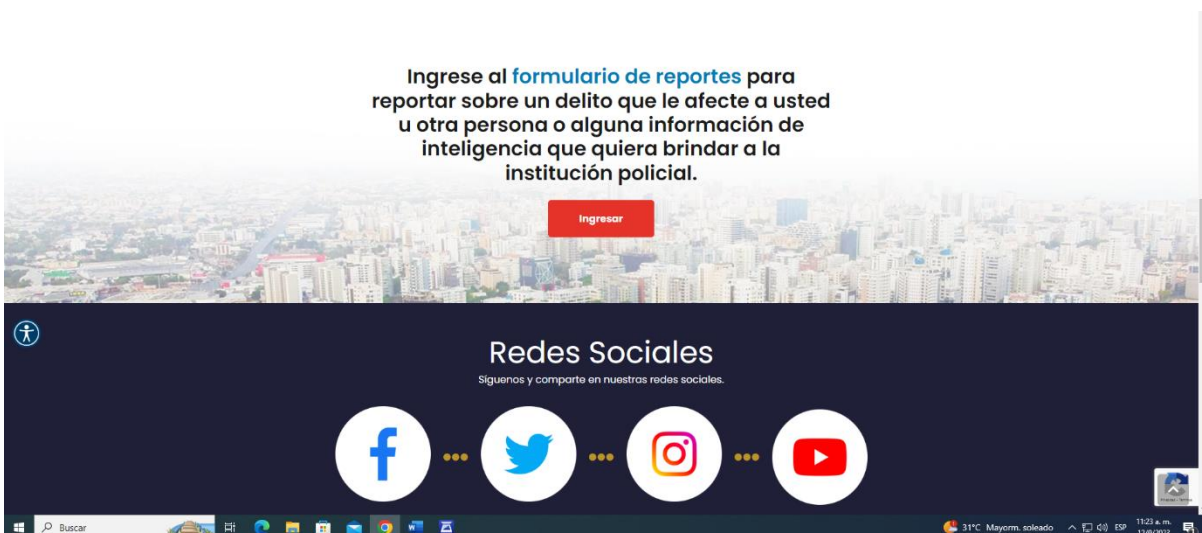 Ingrese al formulario de reportes para
reportar sobre un delito que le afecte a usted
u otra persona o alguna información de
inteligencia que quiera brindar a la
institución policial.
Ingresar
Redes Sociales
Síguenos y comparte en nuestras redes sociales.
Buscar
31°C Mayorm. soleado
ESP
11:23 a. m.